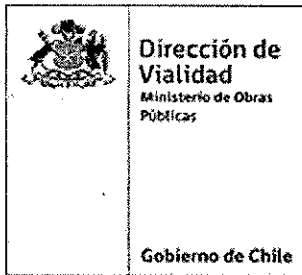 Dirección de
Vialidad
Ministerio de Obras
Públicas
Gobierno de Chile